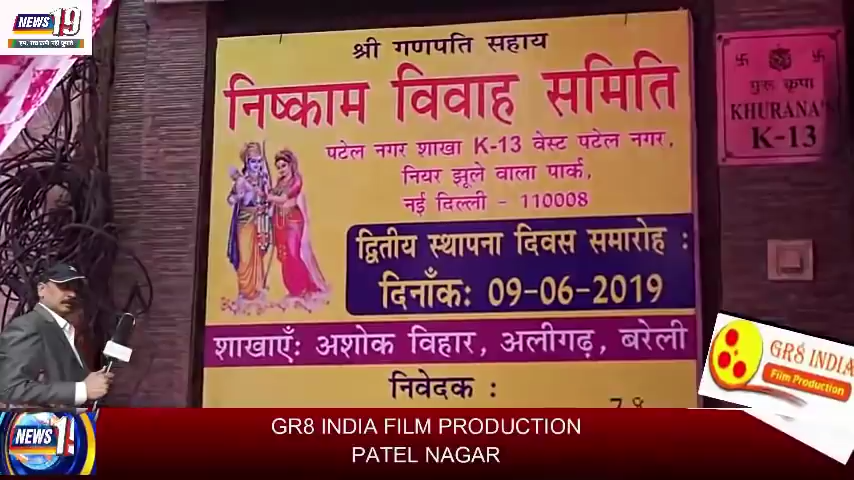 NEWS 19
श्री गणपति सहाय
निष्काम विवाह समिति
पटेल नगर शाखा K-13 वेस्ट पटेल नगर,
नियर झूले वाला पार्क,
नई दिल्ली - 110008
द्वितीय स्थापना दिवस समारोह :
दिनाँक: 09-06-2019
शाखाएँ: अशोक विहार, अलीगढ़, बरेली
निवेदक :
गुरू कृपा
KHURANA'S
K-13
GR8 INDIA
Film Production
NEWS 19
GR8 INDIA FILM PRODUCTION
PATEL NAGAR